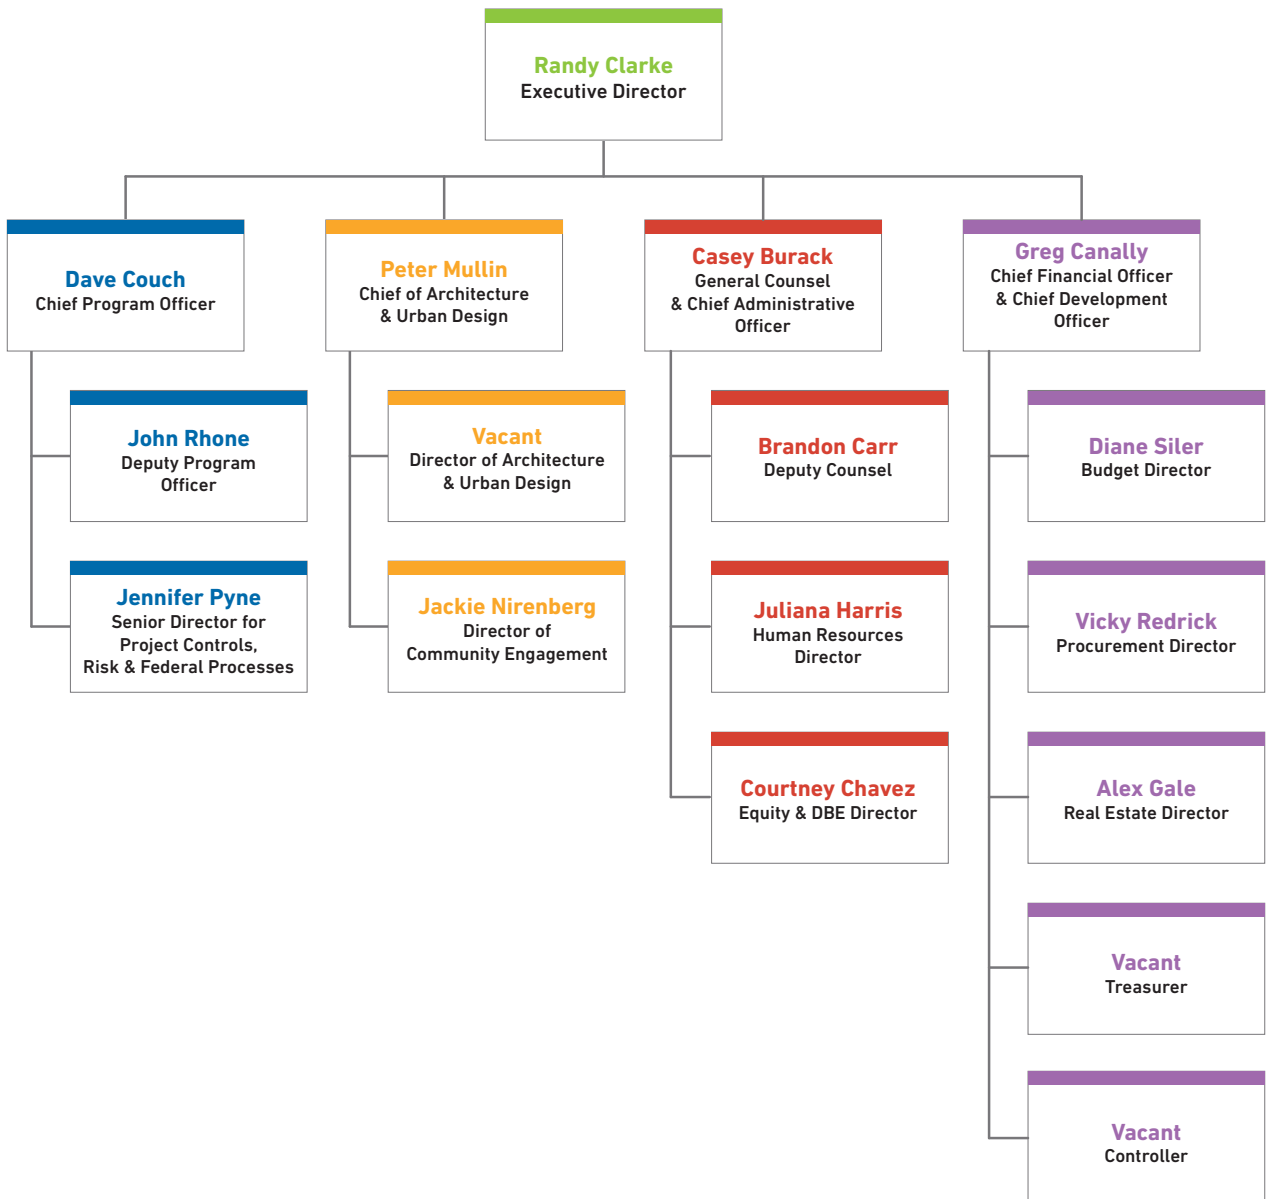 Randy Clarke
Executive Director
Dave Couch
Chief Program Officer
Peter Mullin
Chief of Architecture
& Urban Design
Casey Burack
General Counsel
& Chief Administrative
Officer
Greg Canally
Chief Financial Officer
& Chief Development
Officer
John Rhone
Deputy Program
Officer
Vacant
Director of Architecture
& Urban Design
Brandon Carr
Deputy Counsel
Diane Siler
Budget Director
Jennifer Pyne
Senior Director for
Project Controls,
Risk & Federal Processes
Jackie Nirenberg
Director of
Community Engagement
Juliana Harris
Human Resources
Director
Vicky Redrick
Procurement Director
Courtney Chavez
Equity & DBE Director
Alex Gale
Real Estate Director
Vacant
Treasurer
Vacant
Controller